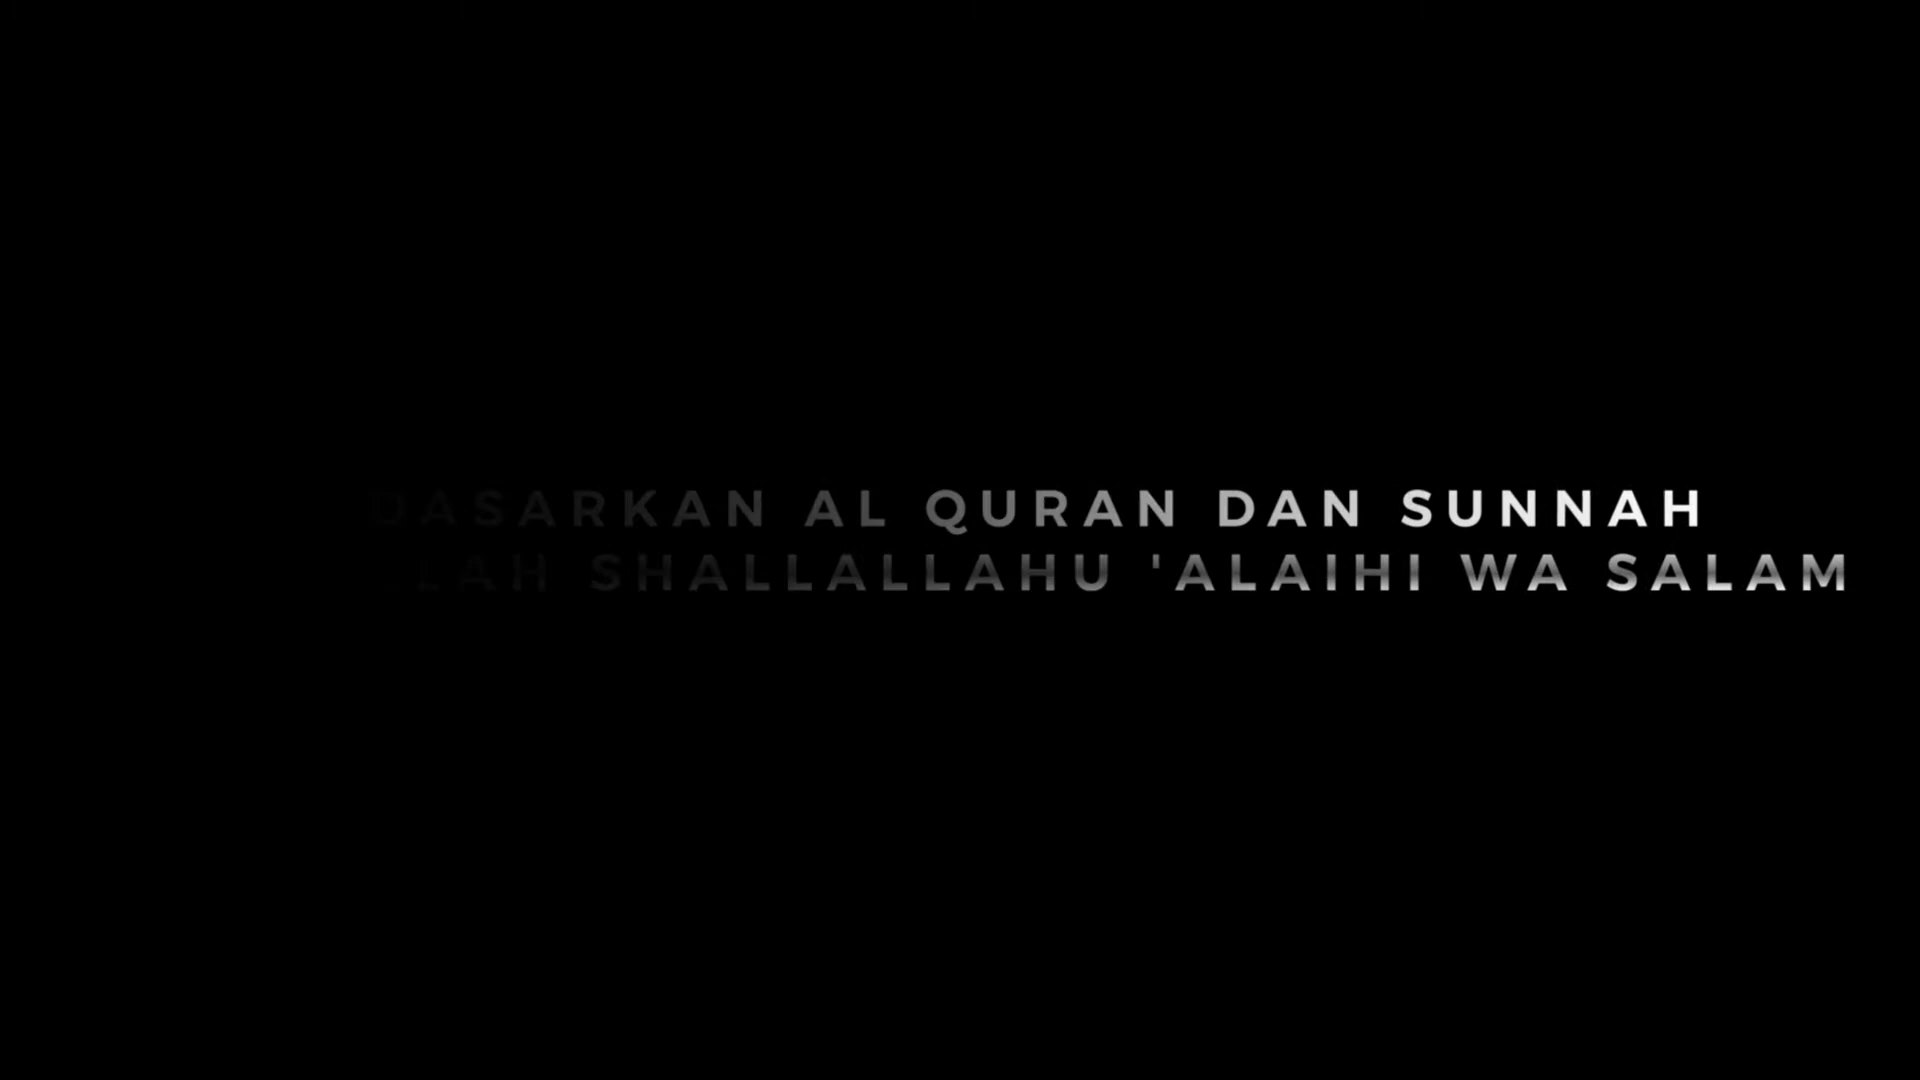 DASARKAN AL QURAN DAN SUNNAH
LAH SHALLALLAHU 'ALAIHI WA SALAM